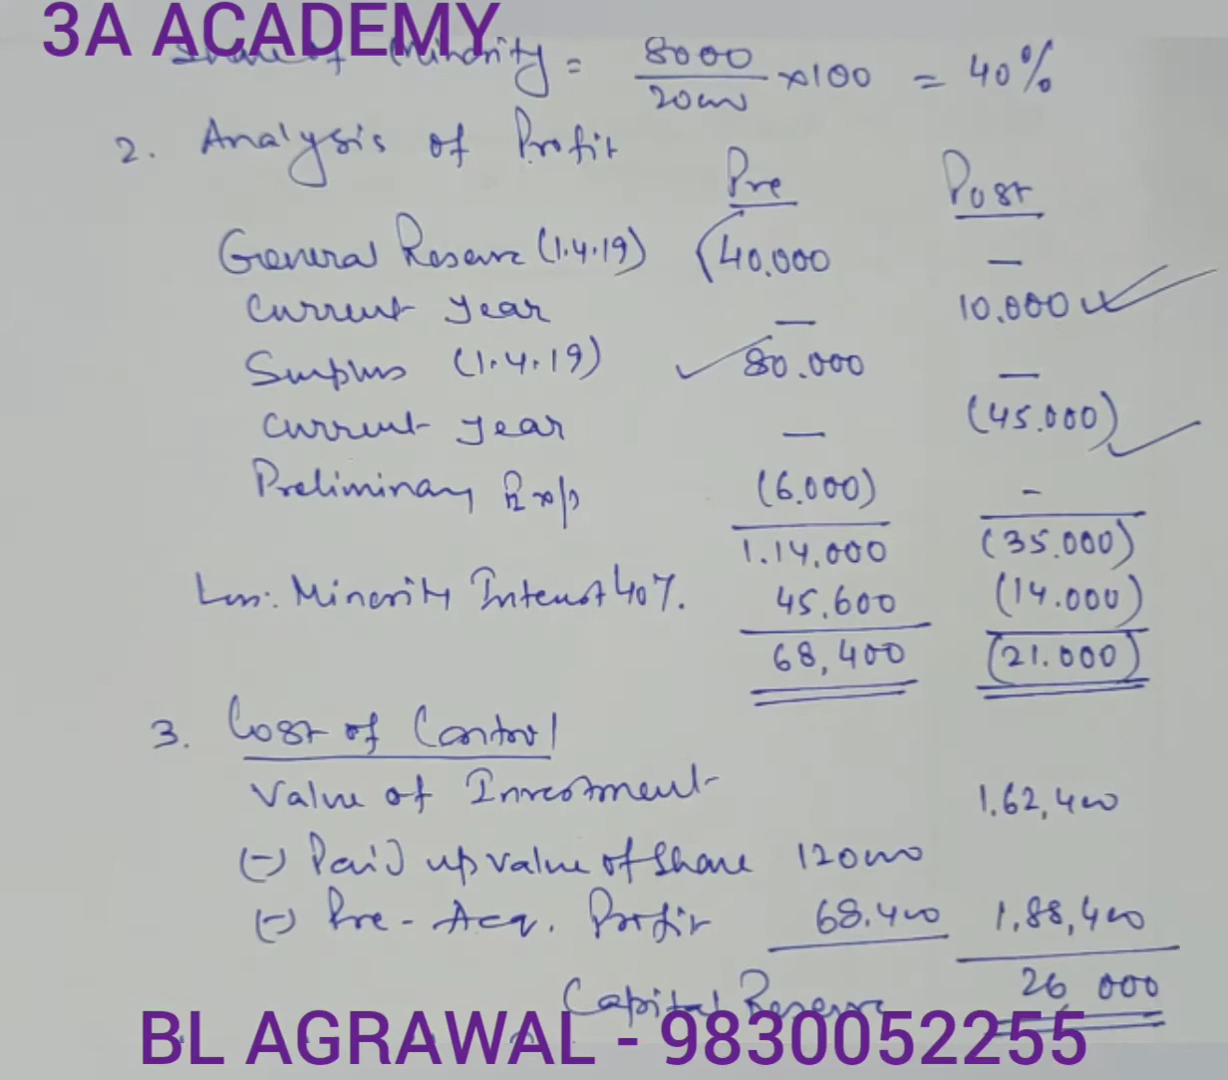 3A ACADEMY
Share of Minority = 8000 / 20000 ×100 = 40%
2. Analysis of Profit
Pre Post
General Reserve (1.4.19) 40,000 —
Current year — 10,000
Surplus (1.4.19) 80.000 —
Current year — (45.000)
Preliminary Exp (6.000) -
1.14,000 (35.000)
Less: Minority Interest 40%. 45,600 (14.000)
68,400 (21.000)
3. Cost of Control
Value of Investment 1,62,400
(-) Paid up value of Share 120000
(-) Pre-Acq. Profit 68.400 1,88,400
Capital Reserve 26 000
BL AGRAWAL - 9830052255